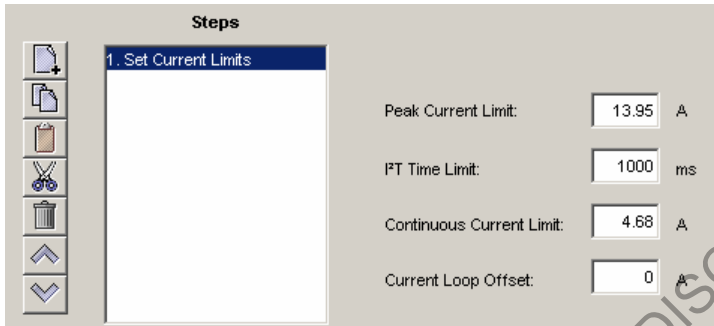 Steps
1. Set Current Limits
Peak Current Limit: 13.95 A
I²T Time Limit: 1000 ms
Continuous Current Limit: 4.68 A
Current Loop Offset: 0 A